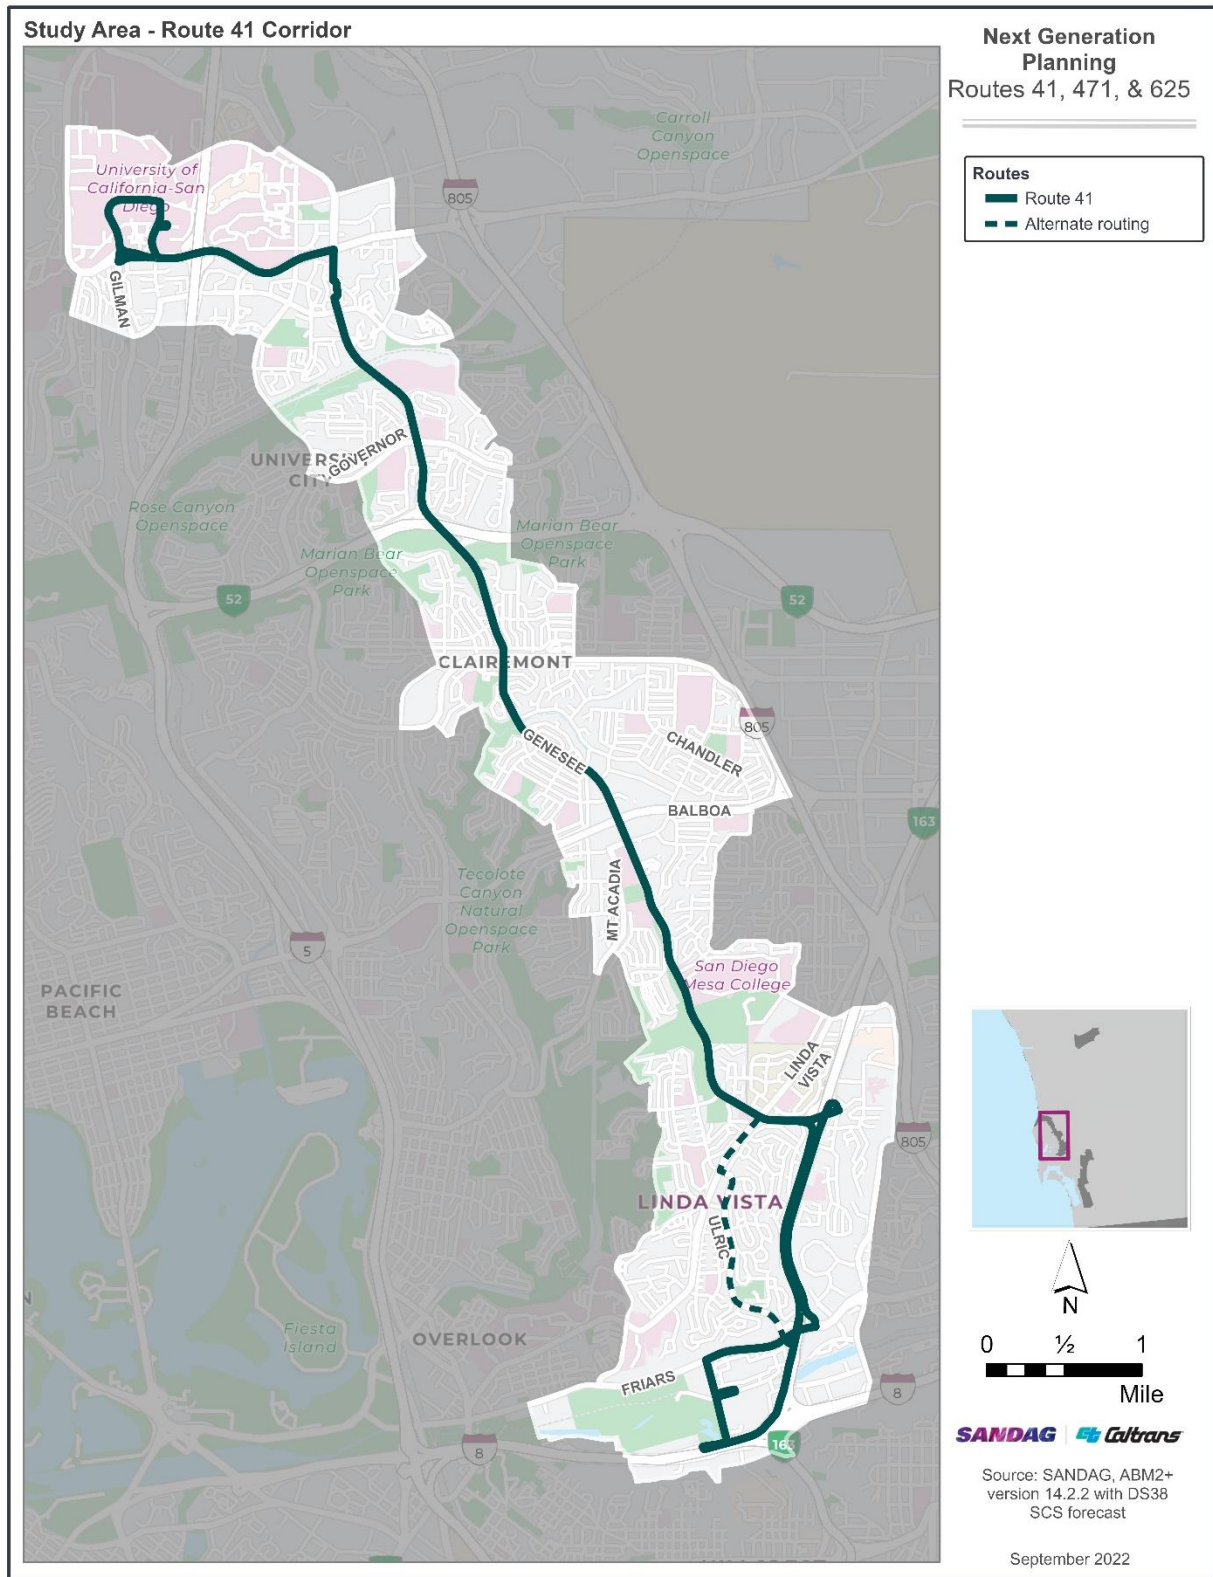 Study Area - Route 41 Corridor
Next Generation
Planning
Routes 41, 471, & 625
Routes
Route 41
Alternate routing
Carroll
Canyon
Openspace
University of
California-San
Diego
805
GILMAN
GOVERNOR
UNIVERSITY
CITY
Rose Canyon
Openspace
Marian Bear
Openspace
Park
Marian Bear
Openspace
Park
52
52
CLAIREMONT
805
GENESEE
CHANDLER
BALBOA
163
MT ACADIA
Tecolote
Canyon
Natural
Openspace
Park
5
San Diego
Mesa College
PACIFIC
BEACH
LINDA
VISTA
805
LINDA VISTA
ULRIC
Fiesta
Island
OVERLOOK
FRIARS
8
8
163
N
0 ½ 1
Mile
SANDAG
Caltrans
Source: SANDAG, ABM2+
version 14.2.2 with DS38
SCS forecast
September 2022